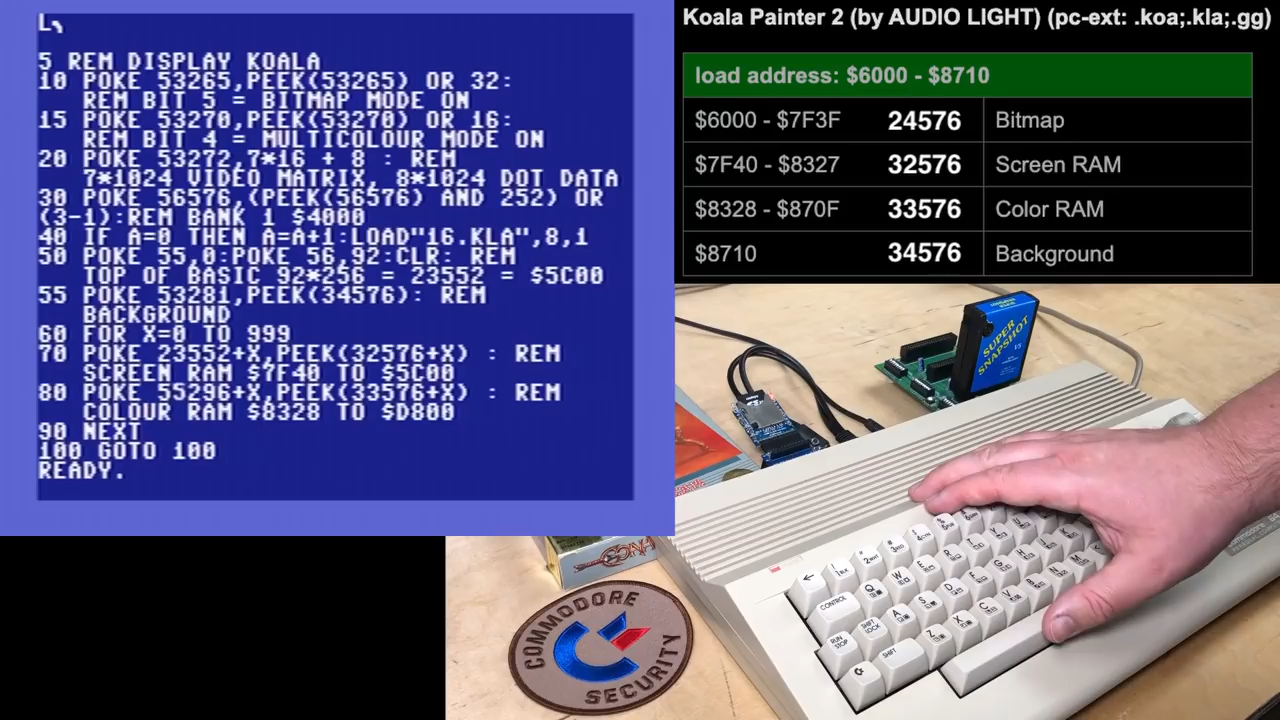 L
5 REM DISPLAY KOALA
10 POKE 53265,PEEK(53265) OR 32:
REM BIT 5 = BITMAP MODE ON
15 POKE 53270,PEEK(53270) OR 16:
REM BIT 4 = MULTICOLOUR MODE ON
20 POKE 53272,7*16 + 8 : REM
7*1024 VIDEO MATRIX, 8*1024 DOT DATA
30 POKE 56576,(PEEK(56576) AND 252) OR
(3-1):REM BANK 1 $4000
40 IF A=0 THEN A=A+1:LOAD"16.KLA",8,1
50 POKE 55,0:POKE 56,92:CLR: REM
TOP OF BASIC 92*256 = 23552 = $5C00
55 POKE 53281,PEEK(34576): REM
BACKGROUND
60 FOR X=0 TO 999
70 POKE 23552+X,PEEK(32576+X) : REM
SCREEN RAM $7F40 TO $5C00
80 POKE 55296+X,PEEK(33576+X) : REM
COLOUR RAM $8328 TO $D800
90 NEXT
100 GOTO 100
READY.
Koala Painter 2 (by AUDIO LIGHT) (pc-ext: .koa;.kla;.gg)
load address: $6000 - $8710
$6000 - $7F3F 24576 Bitmap
$7F40 - $8327 32576 Screen RAM
$8328 - $870F 33576 Color RAM
$8710 34576 Background
SUPER
SNAPSHOT
CONTROL
RUN
STOP
SHIFT
LOCK
SHIFT
COMMODORE
SECURITY